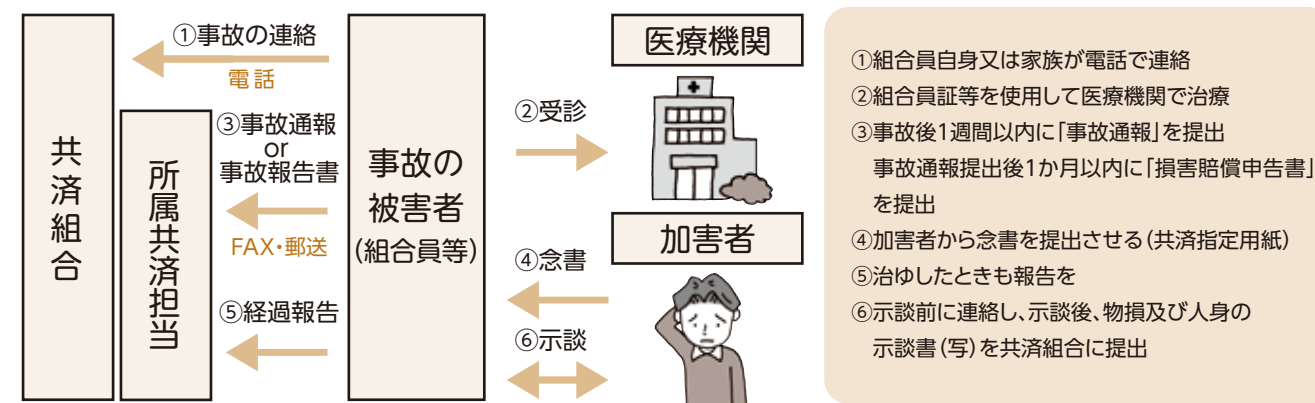 共済組合
所属共済担当
①事故の連絡
電話
③事故通報
or
事故報告書
FAX・郵送
⑤経過報告
事故の
被害者
(組合員等)
②受診
④念書
⑥示談
医療機関
加害者
①組合員自身又は家族が電話で連絡
②組合員証等を使用して医療機関で治療
③事故後1週間以内に「事故通報」を提出
事故通報提出後1か月以内に「損害賠償申告書」
を提出
④加害者から念書を提出させる(共済指定用紙)
⑤治ゆしたときも報告を
⑥示談前に連絡し、示談後、物損及び人身の
示談書(写)を共済組合に提出